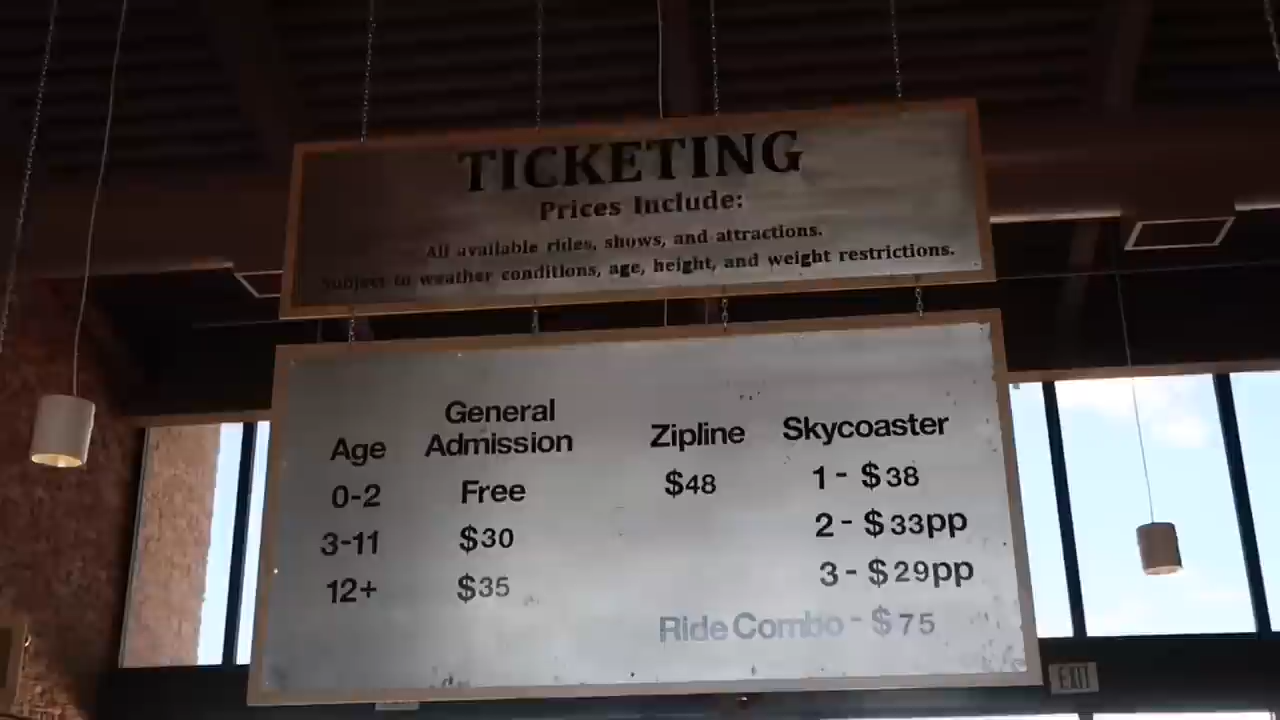 TICKETING
Prices Include:
All available rides, shows, and attractions.
Subject to weather conditions, age, height, and weight restrictions.
Age General Admission Zipline Skycoaster
0-2 Free $48 1 - $38
3-11 $30 2 - $33pp
12+ $35 3 - $29pp
Ride Combo - $75
EXIT